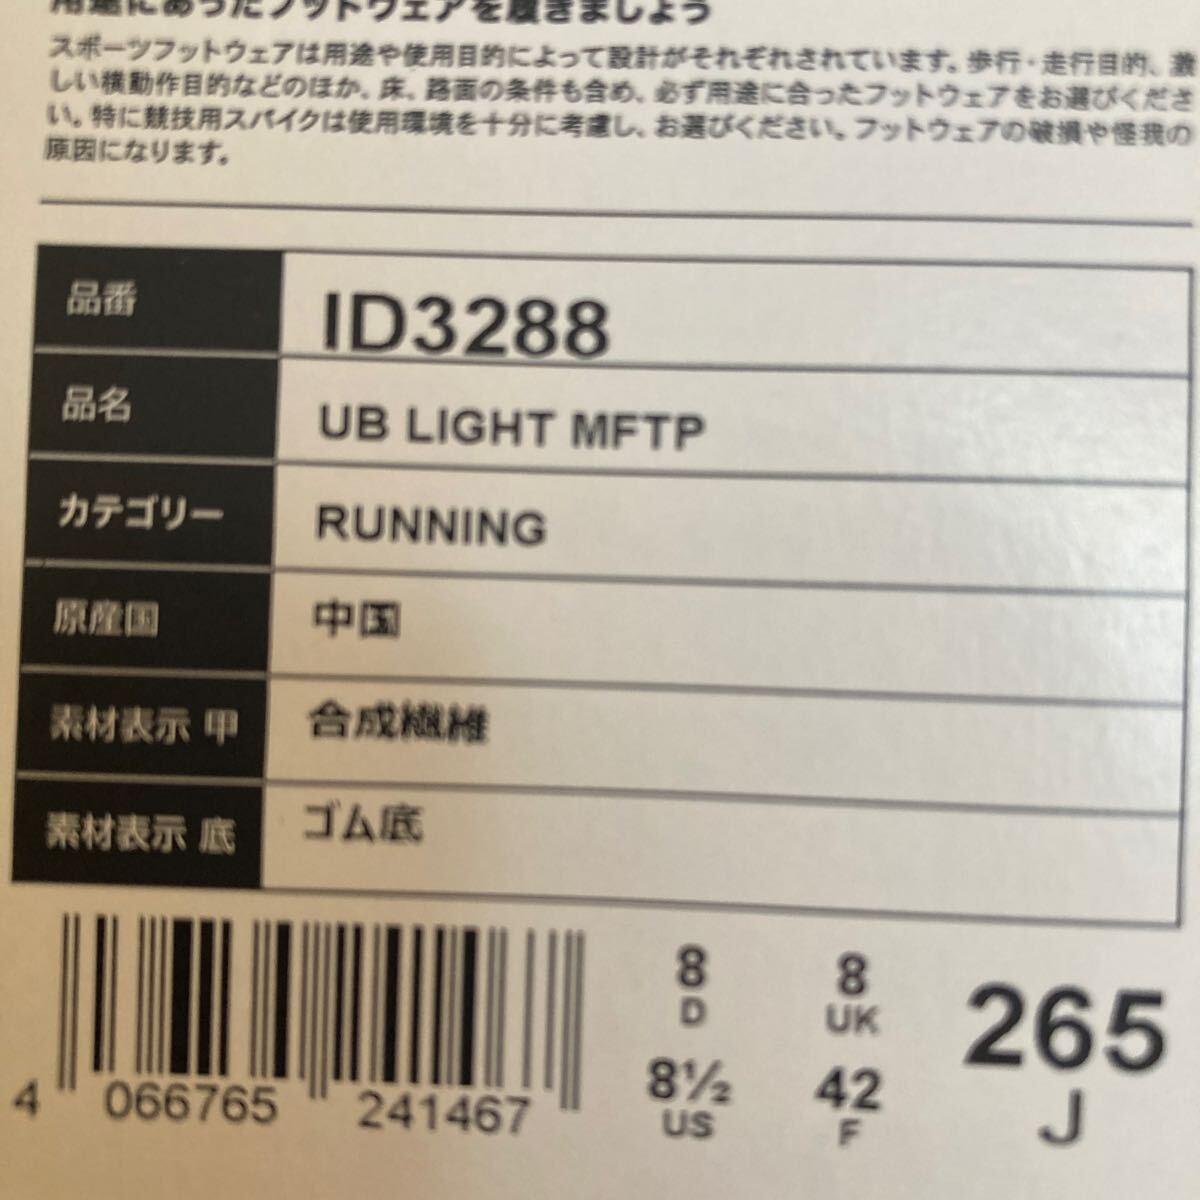 用途にあったフットウェアを履きましょう
スポーツフットウェアは用途や使用目的によって設計がそれぞれされています。歩行・走行目的、激
しい横動作目的などのほか、床、路面の条件も含め、必ず用途に合ったフットウェアをお選びくださ
い。特に競技用スパイクは使用環境を十分に考慮し、お選びください。フットウェアの破損や怪我の
原因になります。
品番 ID3288
品名 UB LIGHT MFTP
カテゴリー RUNNING
原産国 中国
素材表示 甲 合成繊維
素材表示 底 ゴム底
8 8 265
D UK
8½ 42 J
US F
4 066765 241467